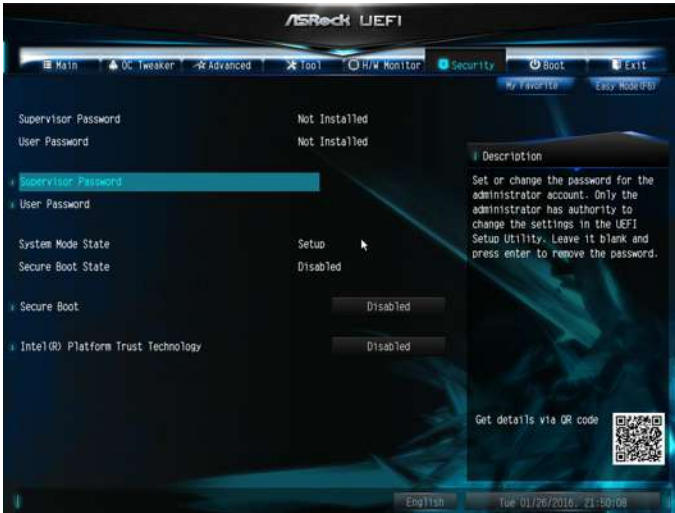 ASRock UEFI
Main OC Tweaker Advanced Tool H/W Monitor Security Boot Exit
My Favorite Easy Mode(F6)
Supervisor Password Not Installed
User Password Not Installed
Supervisor Password
User Password
System Mode State Setup
Secure Boot State Disabled
Secure Boot Disabled
Intel(R) Platform Trust Technology Disabled
Description
Set or change the password for the
administrator account. Only the
administrator has authority to
change the settings in the UEFI
Setup Utility. Leave it blank and
press enter to remove the password.
Get details via QR code
English Tue 01/26/2016, 21:50:08